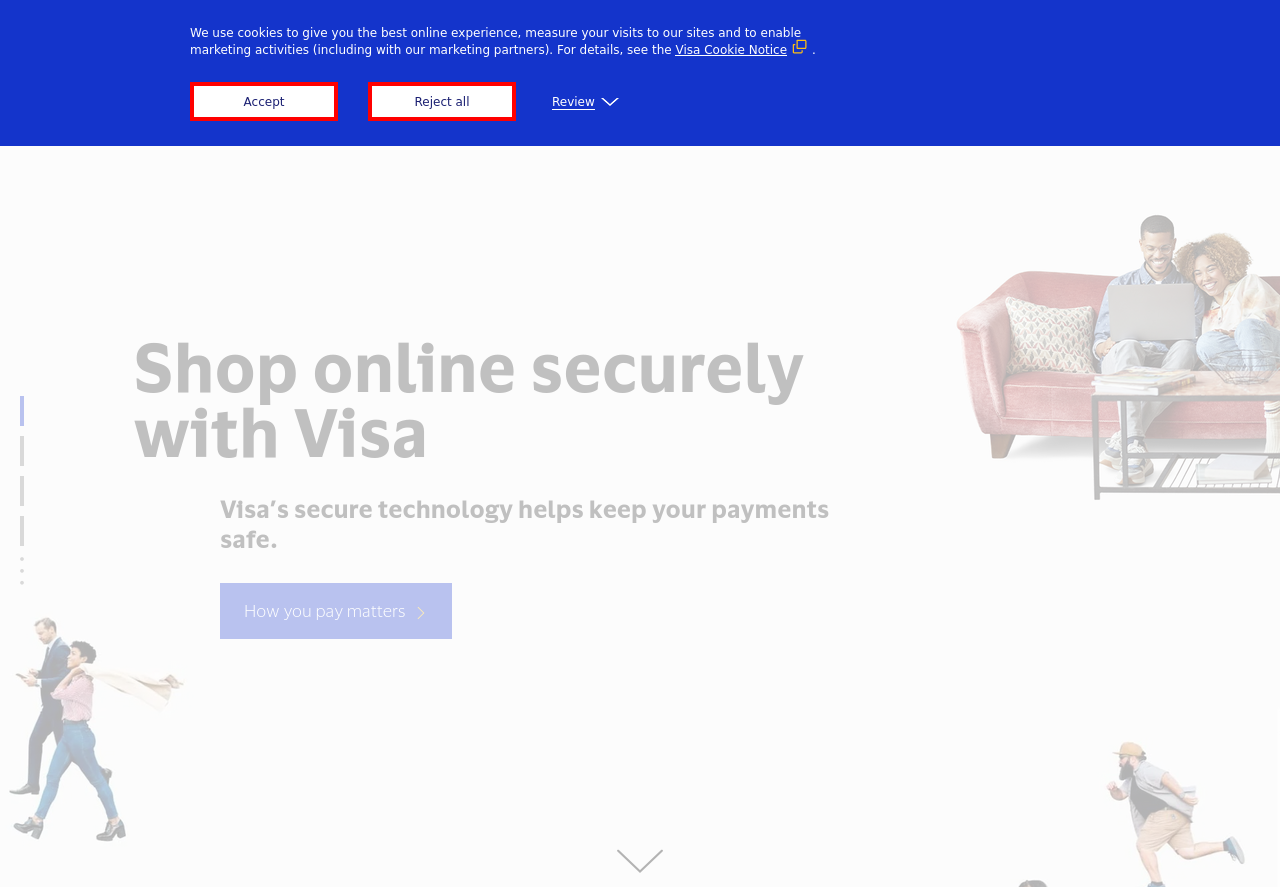 We use cookies to give you the best online experience, measure your visits to our sites and to enable
marketing activities (including with our marketing partners). For details, see the Visa Cookie Notice .
Accept
Reject all
Review
Shop online securely
with Visa
Visa’s secure technology helps keep your payments
safe.
How you pay matters